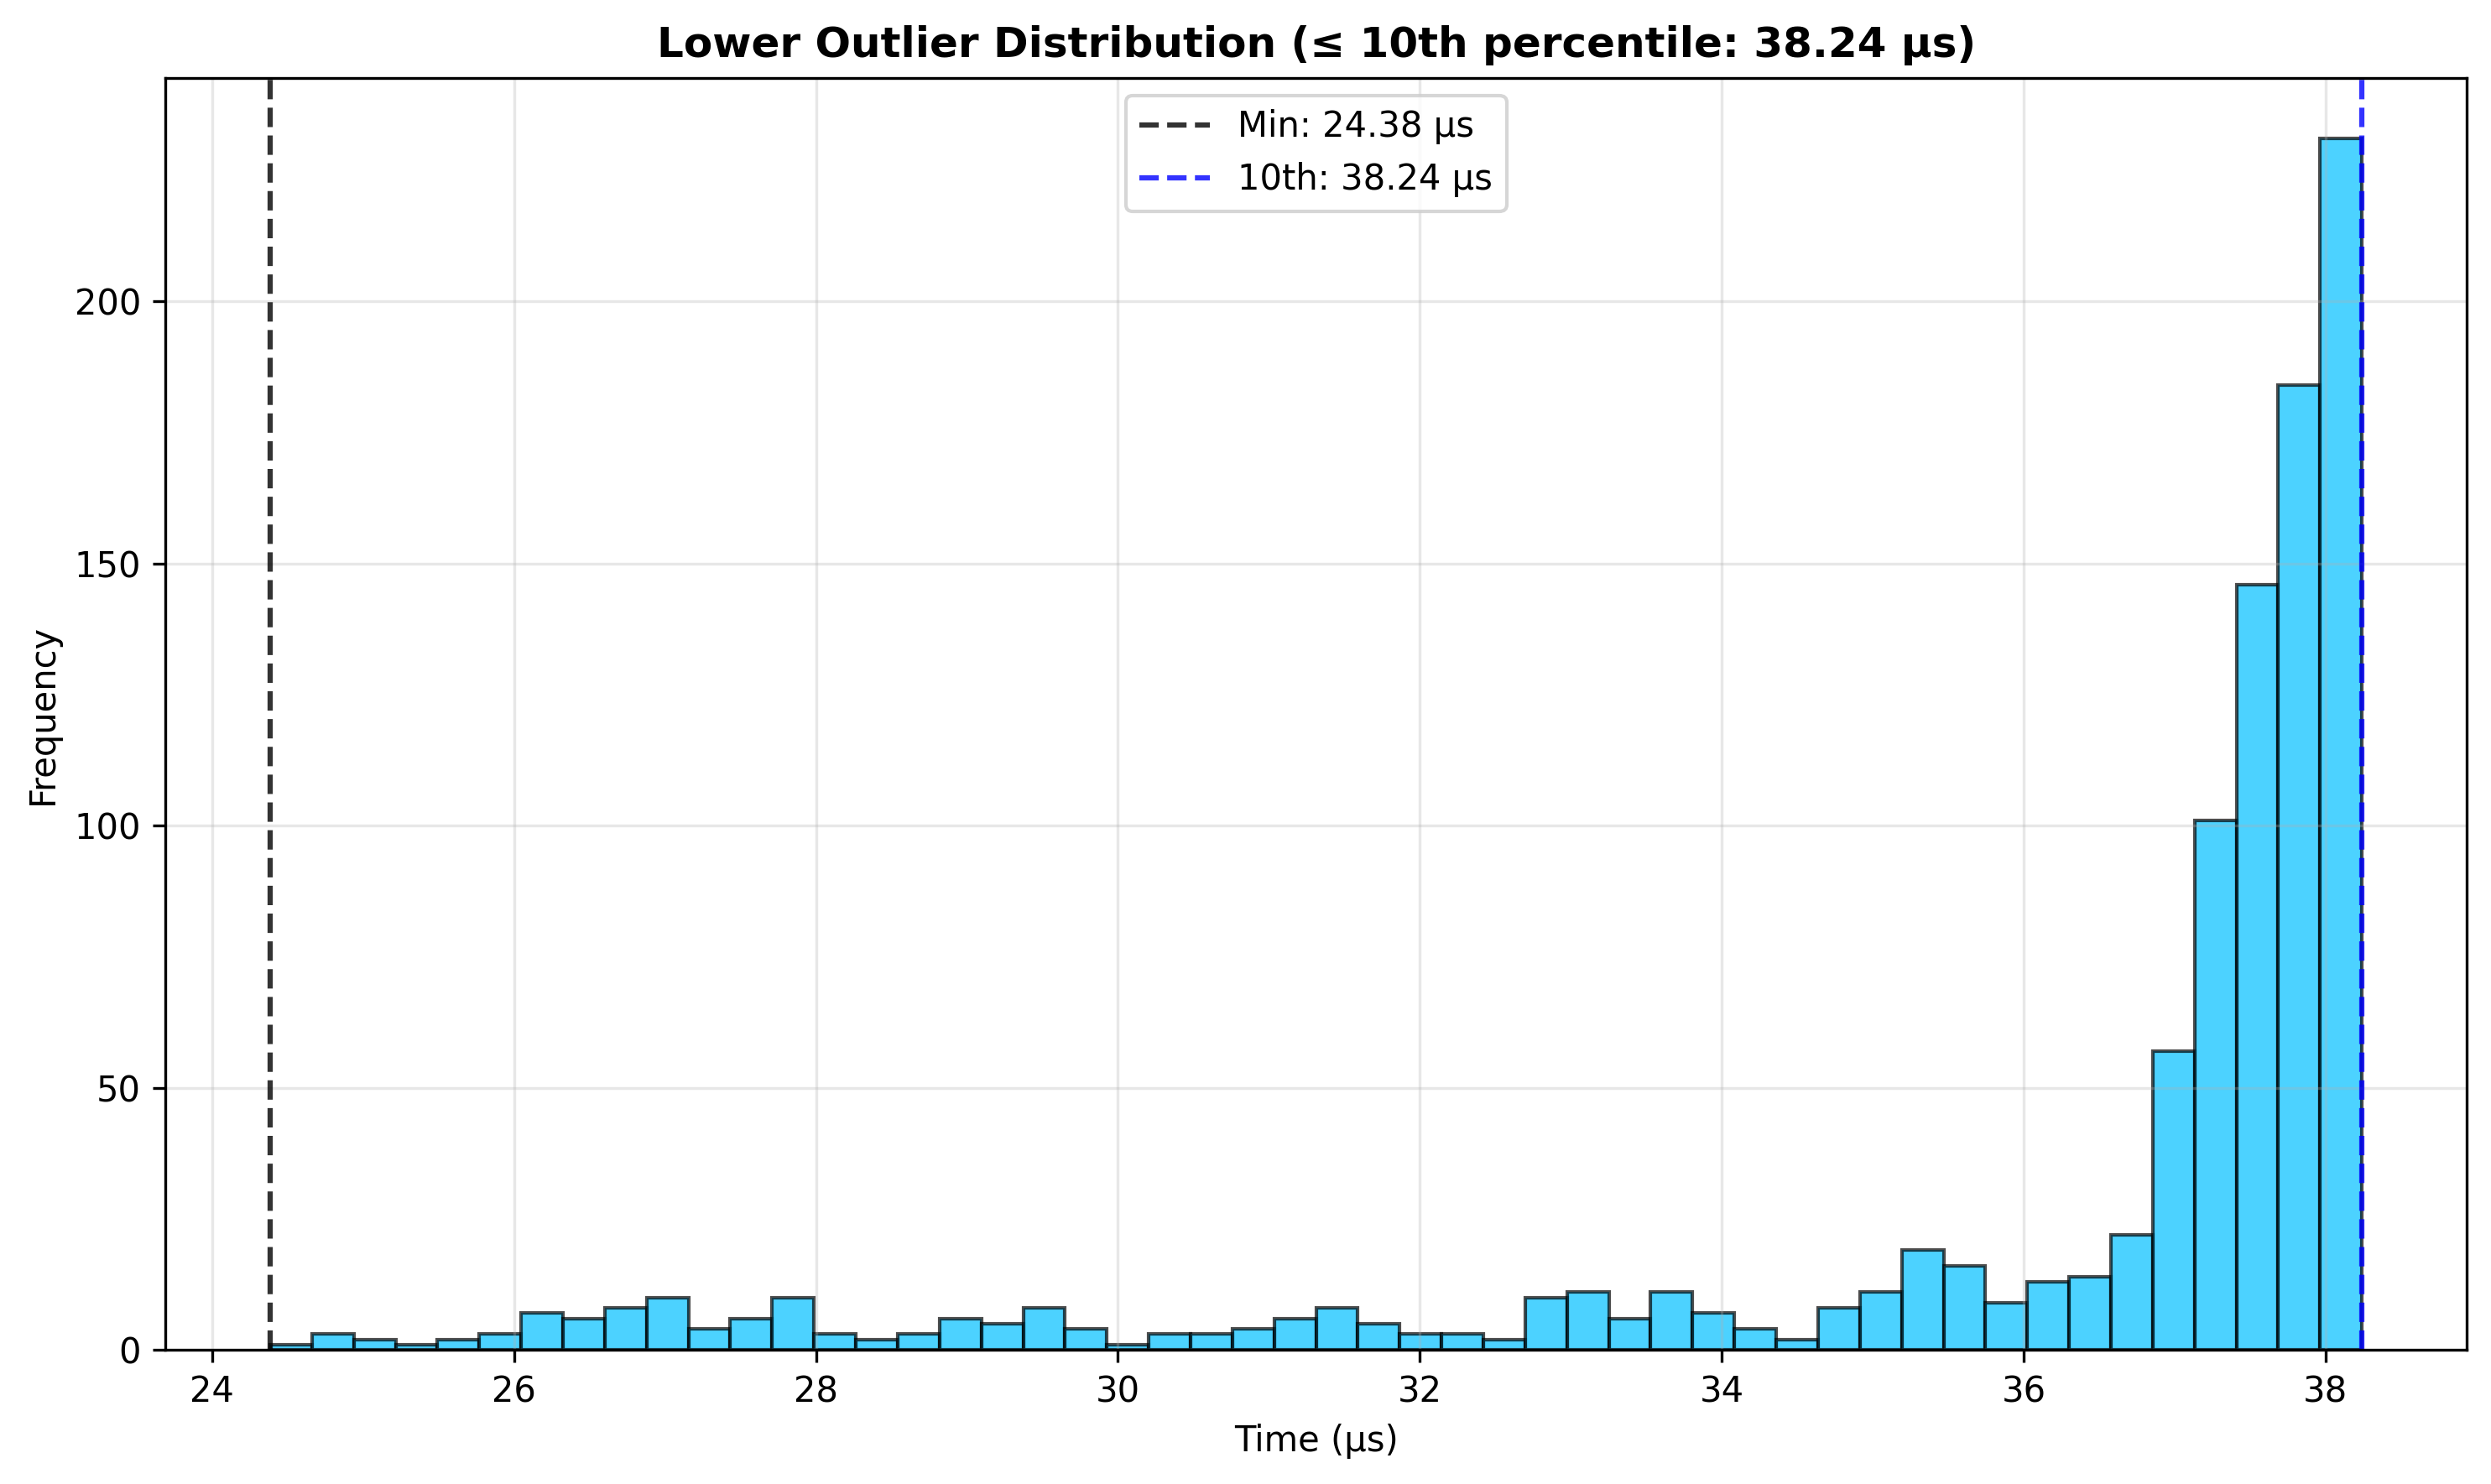 Lower Outlier Distribution (≤ 10th percentile: 38.24 µs)
Min: 24.38 µs
10th: 38.24 µs
200
150
100
50
0
Frequency
24 26 28 30 32 34 36 38
Time (µs)